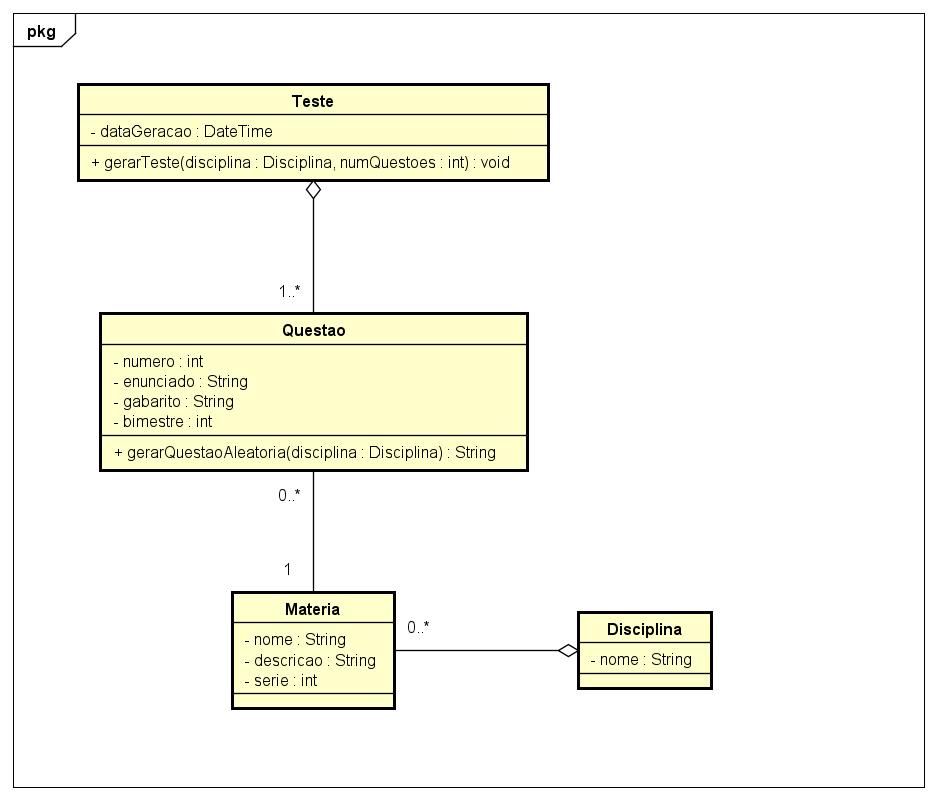 pkg
Teste
- dataGeracao : DateTime
+ gerarTeste(disciplina : Disciplina, numQuestoes : int) : void
1..*
Questao
- numero : int
- enunciado : String
- gabarito : String
- bimestre : int
+ gerarQuestaoAleatoria(disciplina : Disciplina) : String
0..*
1
Materia
- nome : String
- descricao : String
- serie : int
0..*
Disciplina
- nome : String